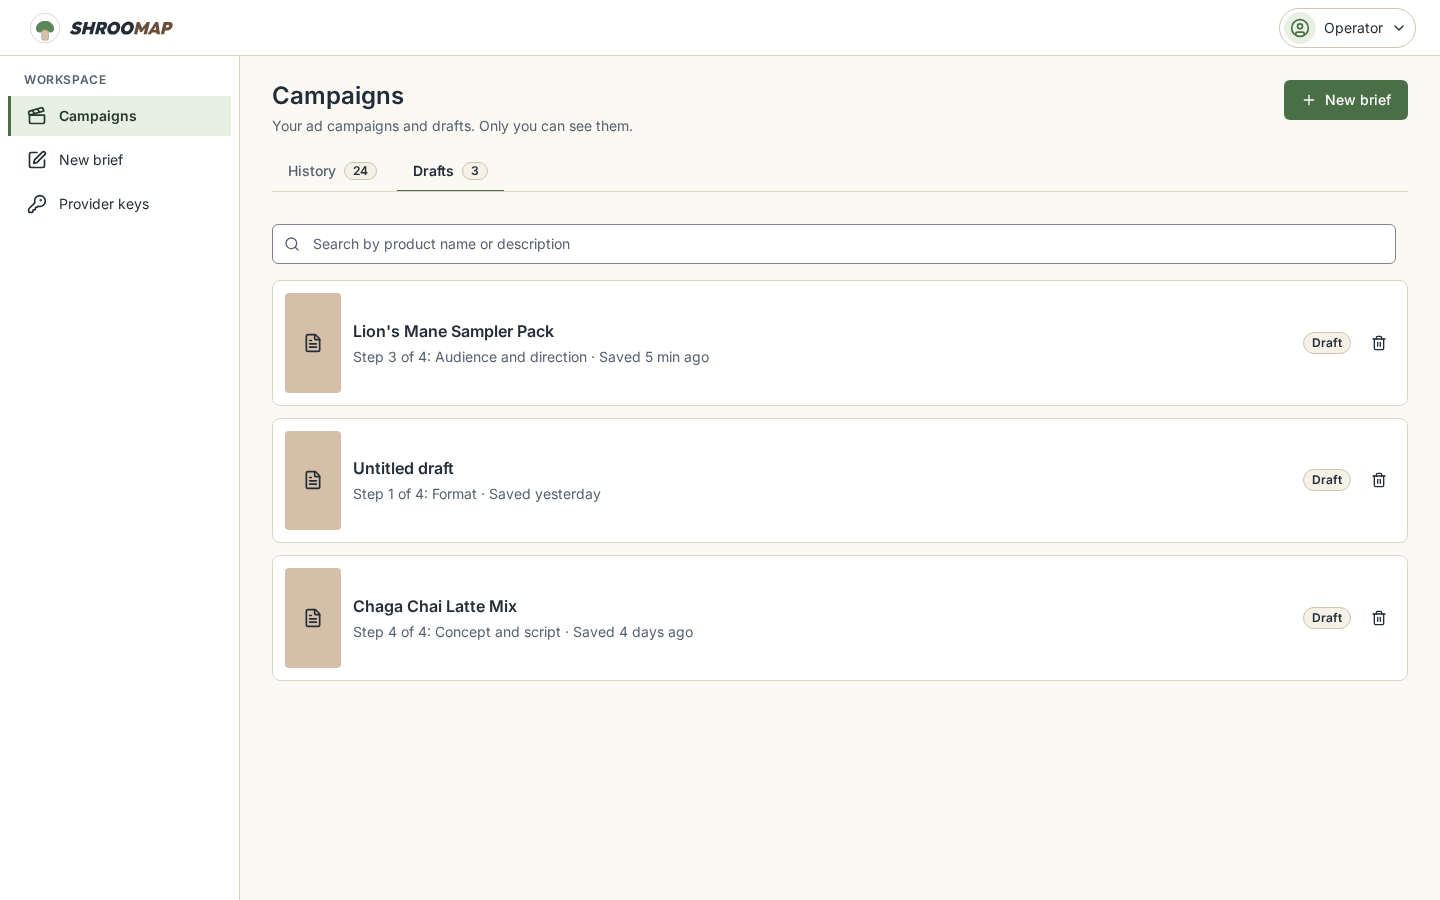 SHROOMAP
Operator
WORKSPACE
Campaigns
New brief
Provider keys
Campaigns
Your ad campaigns and drafts. Only you can see them.
New brief
History 24
Drafts 3
Search by product name or description
Lion's Mane Sampler Pack
Step 3 of 4: Audience and direction · Saved 5 min ago
Draft
Untitled draft
Step 1 of 4: Format · Saved yesterday
Draft
Chaga Chai Latte Mix
Step 4 of 4: Concept and script · Saved 4 days ago
Draft